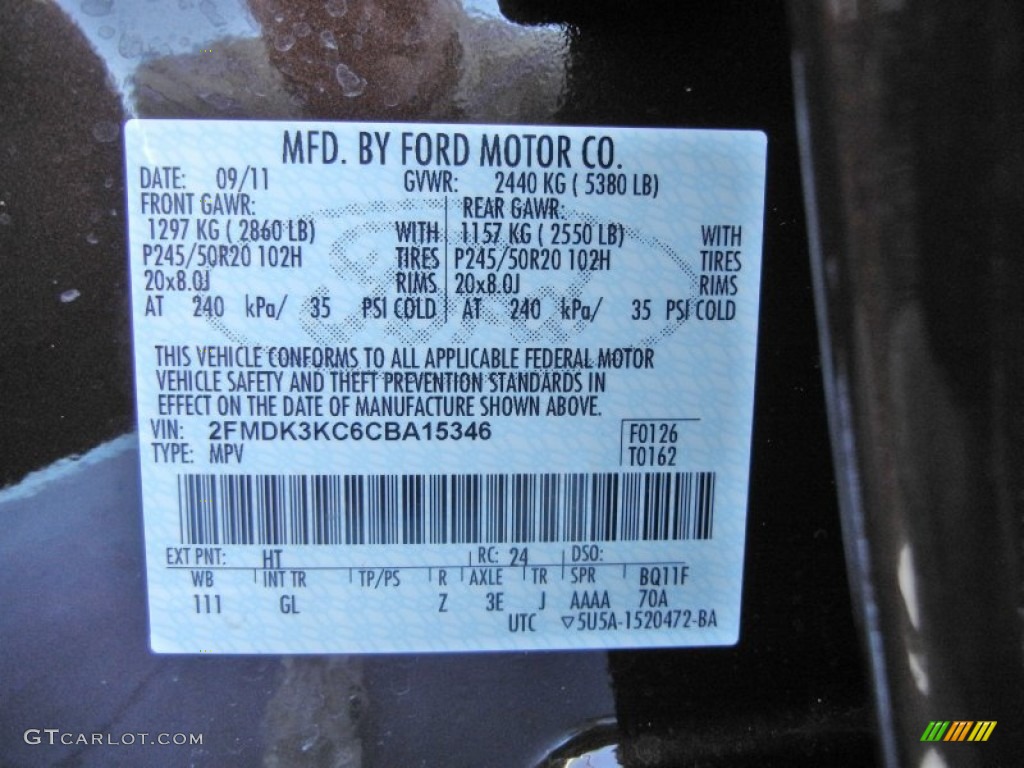 MFD. BY FORD MOTOR CO.
DATE: 09/11 GVWR: 2440 KG ( 5380 LB)
FRONT GAWR: REAR GAWR:
1297 KG ( 2860 LB) WITH 1157 KG ( 2550 LB) WITH
P245/50R20 102H TIRES P245/50R20 102H TIRES
20x8.0J RIMS 20x8.0J RIMS
AT 240 kPa/ 35 PSI COLD AT 240 kPa/ 35 PSI COLD
THIS VEHICLE CONFORMS TO ALL APPLICABLE FEDERAL MOTOR
VEHICLE SAFETY AND THEFT PREVENTION STANDARDS IN
EFFECT ON THE DATE OF MANUFACTURE SHOWN ABOVE.
VIN: 2FMDK3KC6CBA15346 F0126
TYPE: MPV T0162
EXT PNT: HT RC: 24 DSO:
WB INT TR TP/PS R AXLE TR SPR BQ11F
111 GL Z 3E J AAAA 70A
UTC ▽5U5A-1520472-BA
GTCARLOT.COM